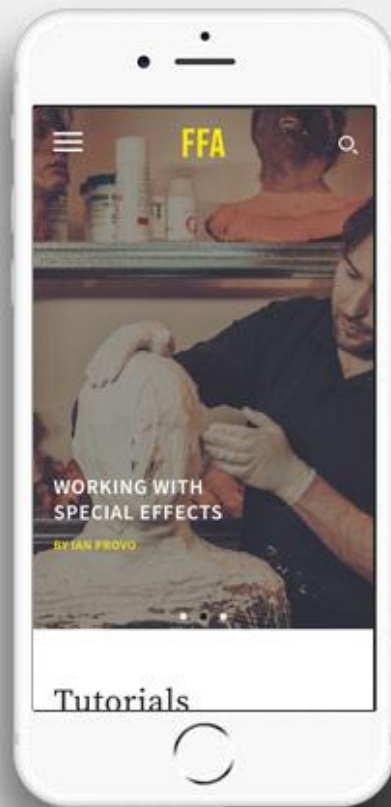 FFA
WORKING WITH
SPECIAL EFFECTS
BY IAN PROVO
Tutorials